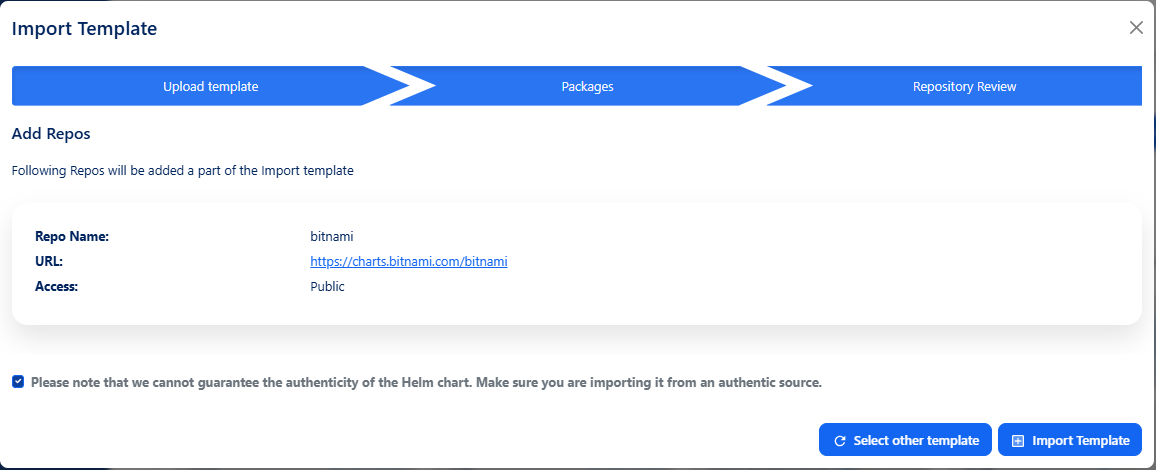 Import Template
Upload template
Packages
Repository Review
Add Repos
Following Repos will be added a part of the Import template
Repo Name: bitnami
URL: https://charts.bitnami.com/bitnami
Access: Public
Please note that we cannot guarantee the authenticity of the Helm chart. Make sure you are importing it from an authentic source.
Select other template
Import Template